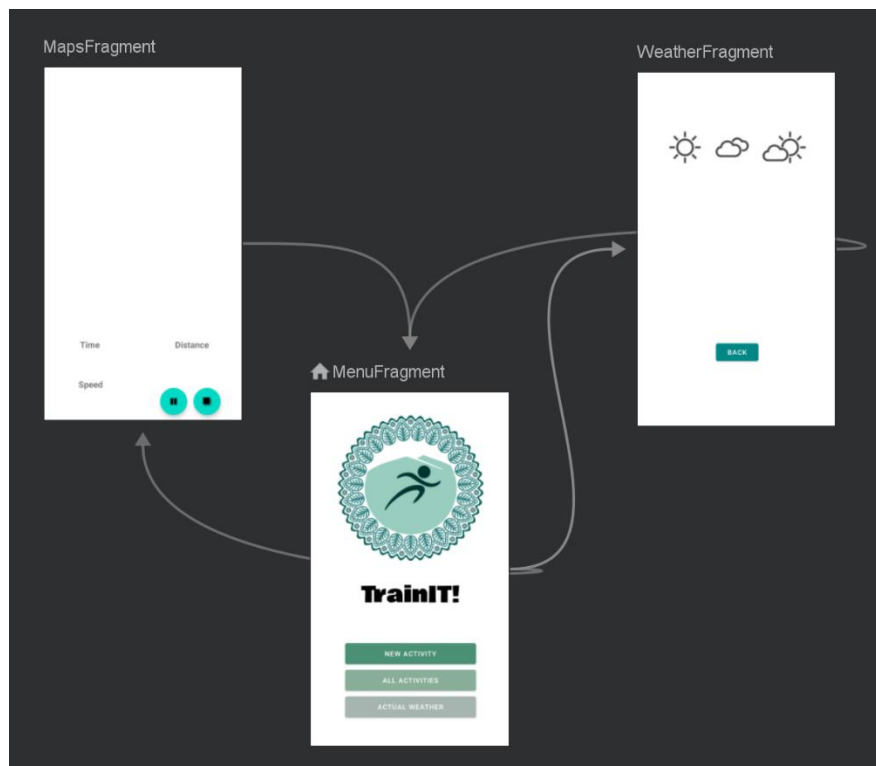 MapsFragment
WeatherFragment
Time
Distance
Speed
BACK
MenuFragment
TrainIT!
NEW ACTIVITY
ALL ACTIVITIES
ACTUAL WEATHER